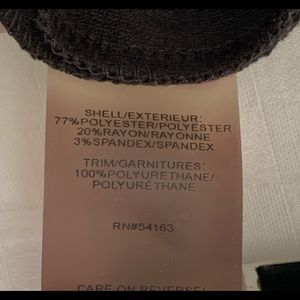 SHELL/EXTERIEUR:
77%POLYESTER/POLYESTER
20%RAYON/RAYONNE
3%SPANDEX/SPANDEX
TRIM/GARNITURES:
100%POLYURETHANE/
POLYURÉTHANE
RN#54163
CARE ON REVERSE/